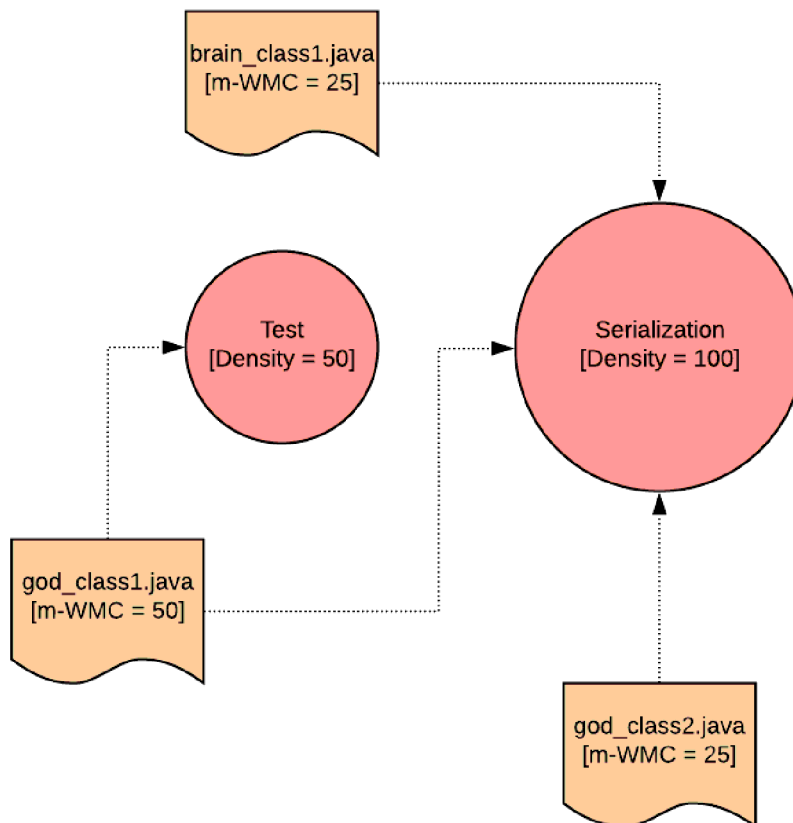 brain_class1.java
[m-WMC = 25]
Test
[Density = 50]
Serialization
[Density = 100]
god_class1.java
[m-WMC = 50]
god_class2.java
[m-WMC = 25]